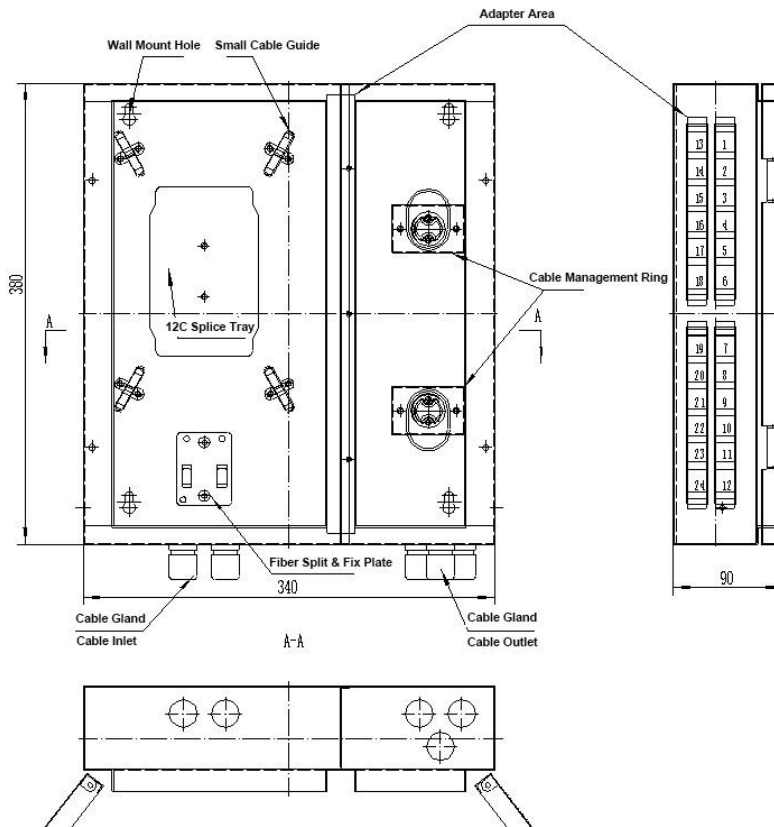 Adapter Area
Wall Mount Hole
Small Cable Guide
13 1
14 2
15 3
16 4
17 5
18 6
380
Cable Management Ring
A
A
12C Splice Tray
19 7
20 8
21 9
22 10
23 11
24 12
Fiber Split & Fix Plate
340
90
Cable Gland
Cable Inlet
Cable Gland
Cable Outlet
A-A